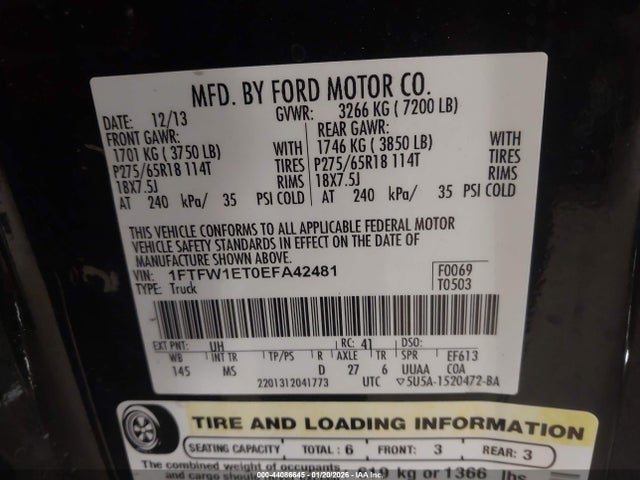 MFD. BY FORD MOTOR CO.
DATE: 12/13 GVWR: 3266 KG ( 7200 LB)
FRONT GAWR: REAR GAWR:
1701 KG ( 3750 LB) WITH 1746 KG ( 3850 LB) WITH
P275/65R18 114T TIRES P275/65R18 114T TIRES
18X7.5J RIMS 18X7.5J RIMS
AT 240 kPa/ 35 PSI COLD AT 240 kPa/ 35 PSI COLD
THIS VEHICLE CONFORMS TO ALL APPLICABLE FEDERAL MOTOR
VEHICLE SAFETY STANDARDS IN EFFECT ON THE DATE OF
MANUFACTURE SHOWN ABOVE.
VIN: 1FTFW1ET0EFA42481 F0069
TYPE: Truck T0503
EXT PNT: UH RC: 41 DSO:
WB INT TR TP/PS R AXLE TR SPR EF613
145 MS D 27 6 UUAA COA
2201312041773 UTC ▽5U5A-1520472-BA
TIRE AND LOADING INFORMATION
SEATING CAPACITY TOTAL : 6 FRONT: 3 REAR: 3
The combined weight of occupants
and cargo should 619 kg or 1366 lbs
000-44086645- 01/20/2026 - IAA Inc.